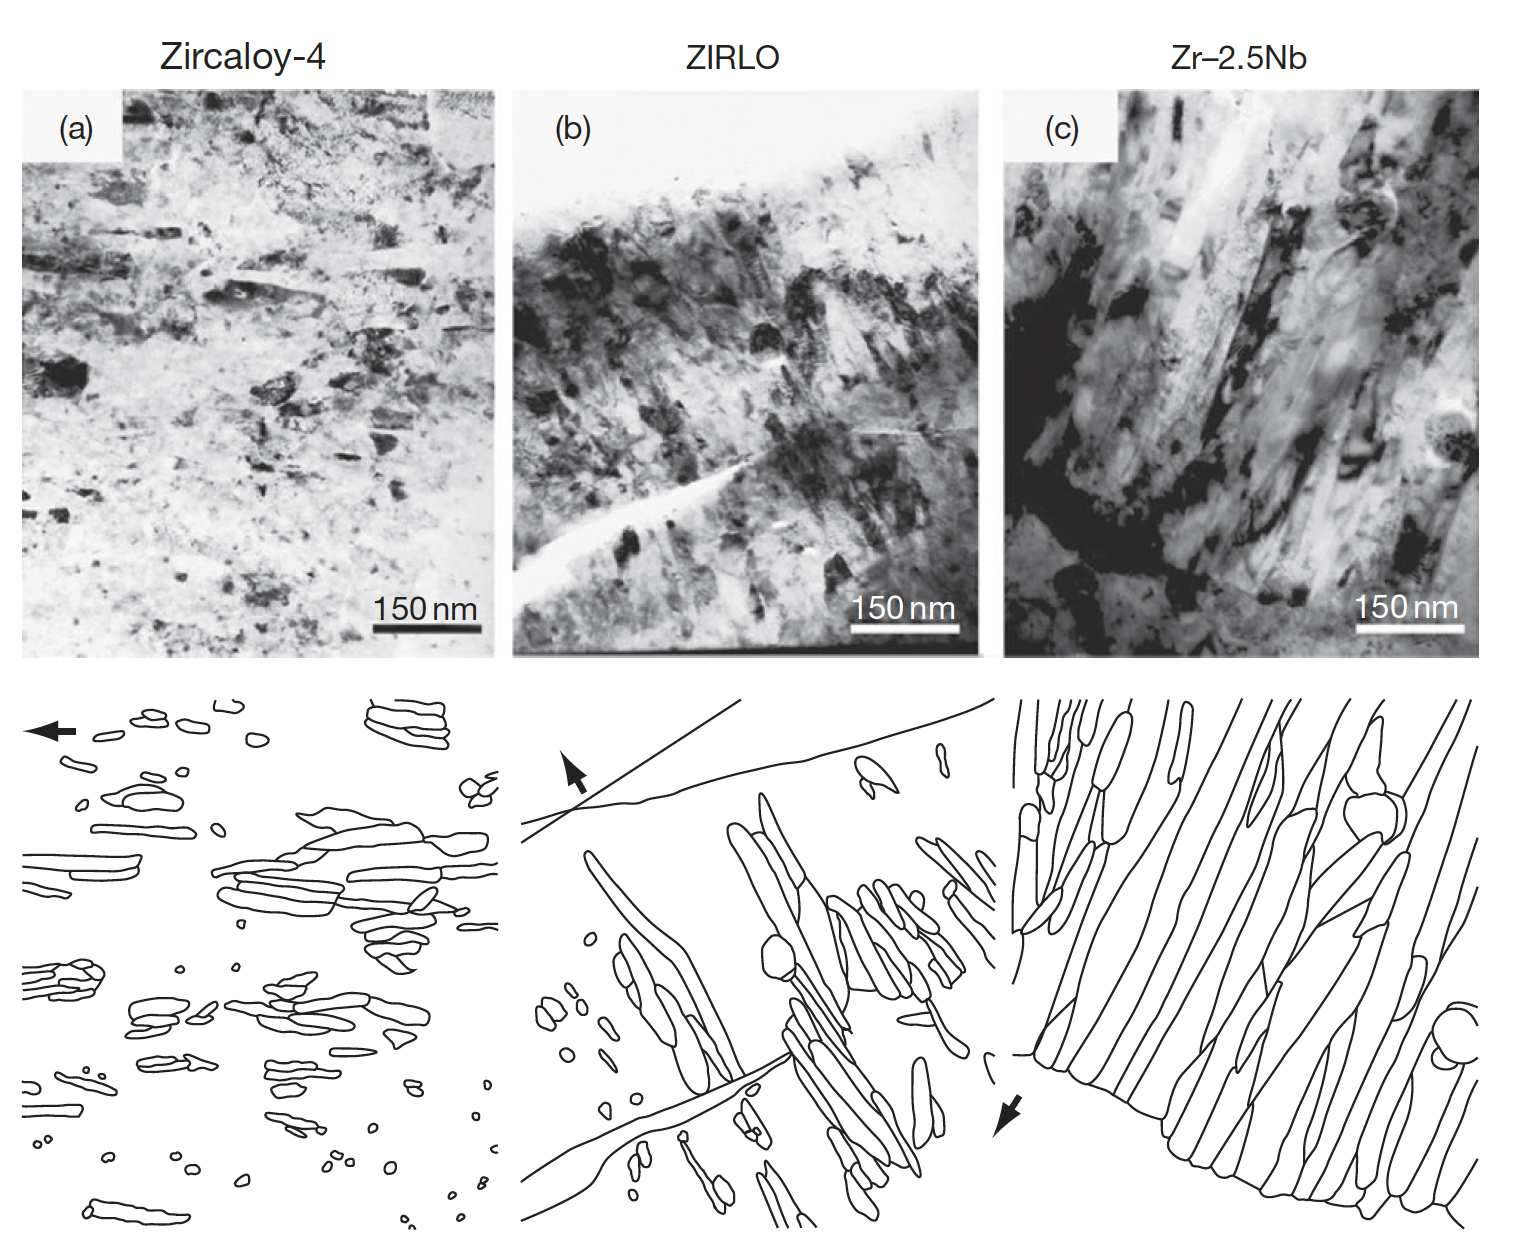 Zircaloy-4
ZIRLO
Zr–2.5Nb
(a)
(b)
(c)
150 nm
150 nm
150 nm